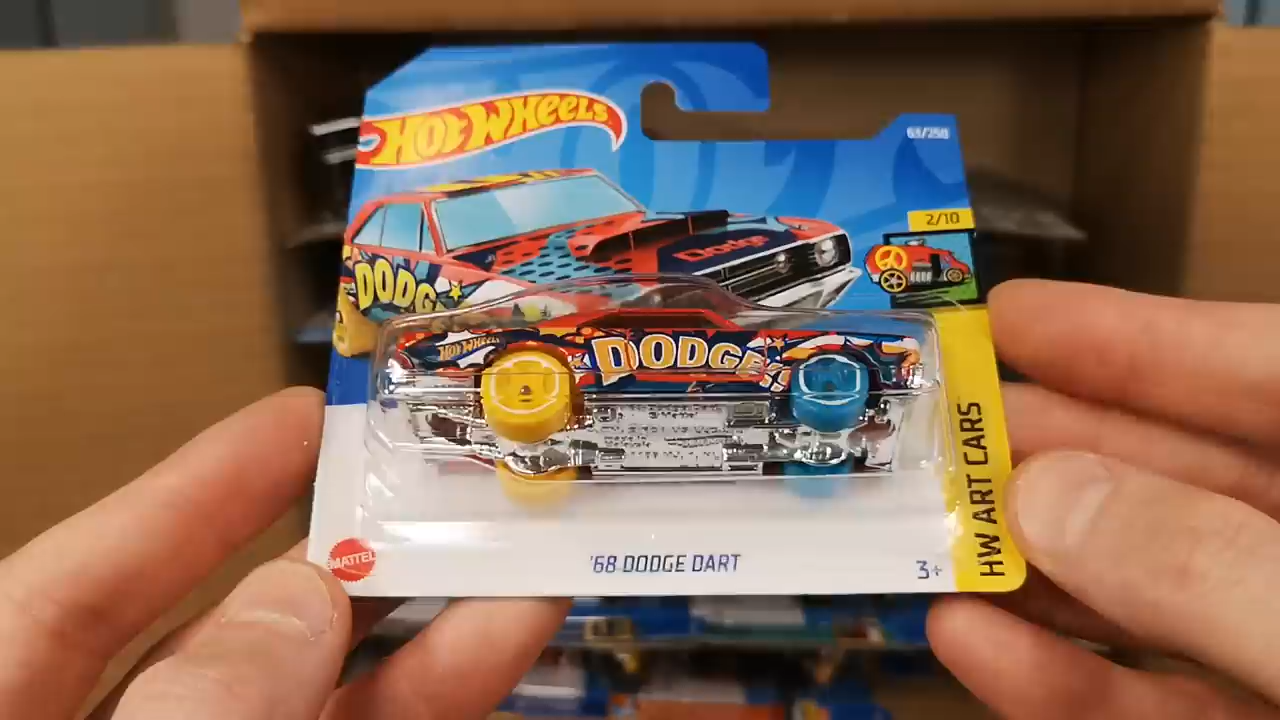 HOT WHEELS
63/250
2/10
Dodge
DODG
HOT WHEELS
DODGE
HW ART CARS
MATTEL
'68 DODGE DART
3+